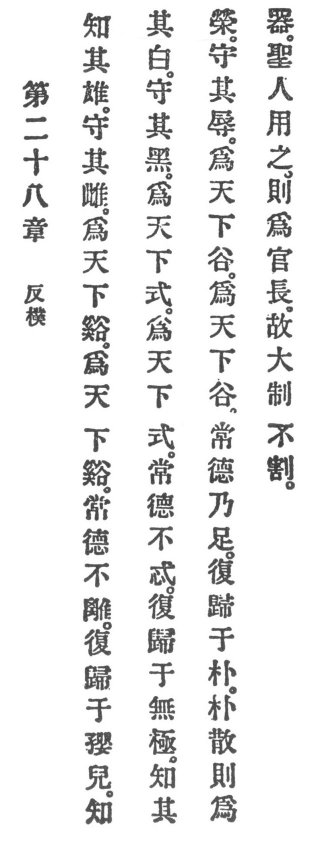 第二十八章　反樸
知其雄。守其雌。爲天下谿。爲天下谿。常德不離。復歸于孾兒。知
其白。守其黑。爲天下式。爲天下式。常德不忒。復歸于無極。知其
榮。守其辱。爲天下谷。爲天下谷。常德乃足。復歸于朴。朴散則爲
器。聖人用之。則爲官長。故大制不割。